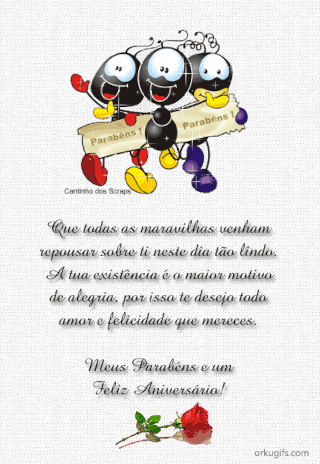 Parabéns !
Parabéns !
Cantinho dos Scraps
Que todas as maravilhas venham
repousar sobre ti neste dia tão lindo.
A tua existência é o maior motivo
de alegria, por isso te desejo todo
amor e felicidade que mereces.
Meus Parabéns e um
Feliz Aniversário!
orkugifs.com